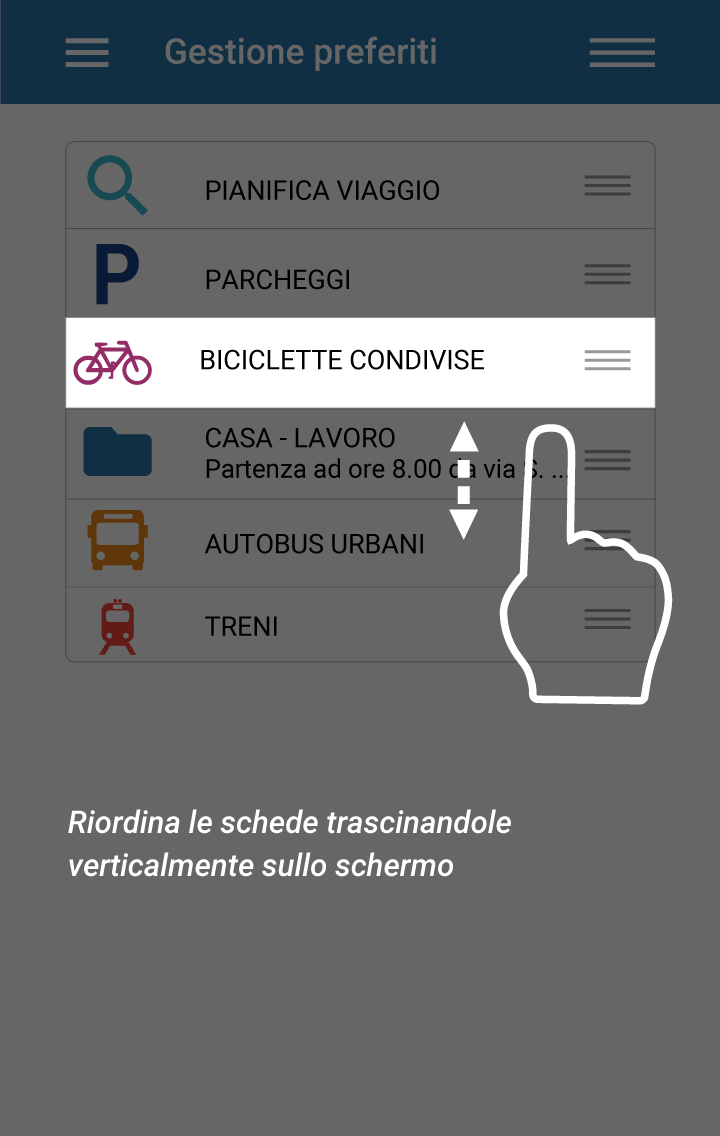 Gestione preferiti
PIANIFICA VIAGGIO
P
PARCHEGGI
BICICLETTE CONDIVISE
CASA - LAVORO
Partenza ad ore 8.00 da via S. ...
AUTOBUS URBANI
TRENI
Riordina le schede trascinandole
verticalmente sullo schermo